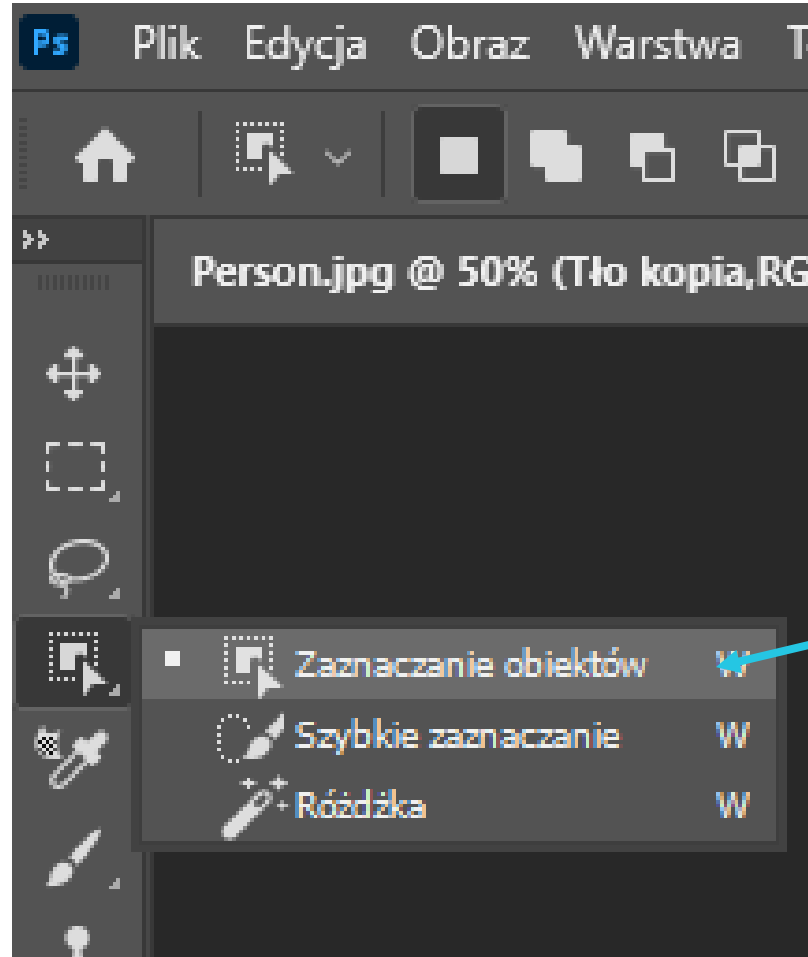 Ps Plik Edycja Obraz Warstwa
Person.jpg @ 50% (Tło kopia,RG
Zaznaczanie obiektów W
Szybkie zaznaczanie W
Różdżka W